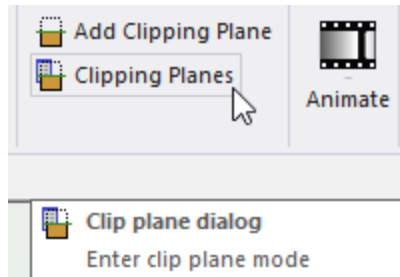 Add Clipping Plane
Clipping Planes
Animate
Clip plane dialog
Enter clip plane mode